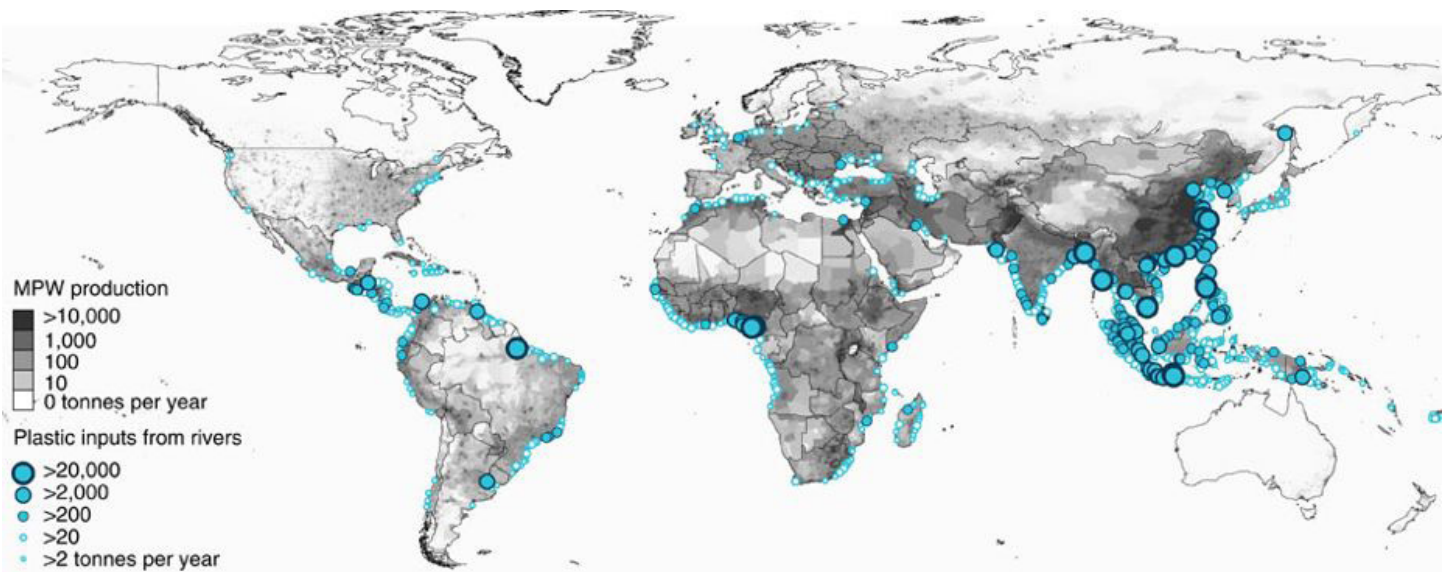 MPW production
>10,000
1,000
100
10
0 tonnes per year
Plastic inputs from rivers
>20,000
>2,000
>200
>20
>2 tonnes per year